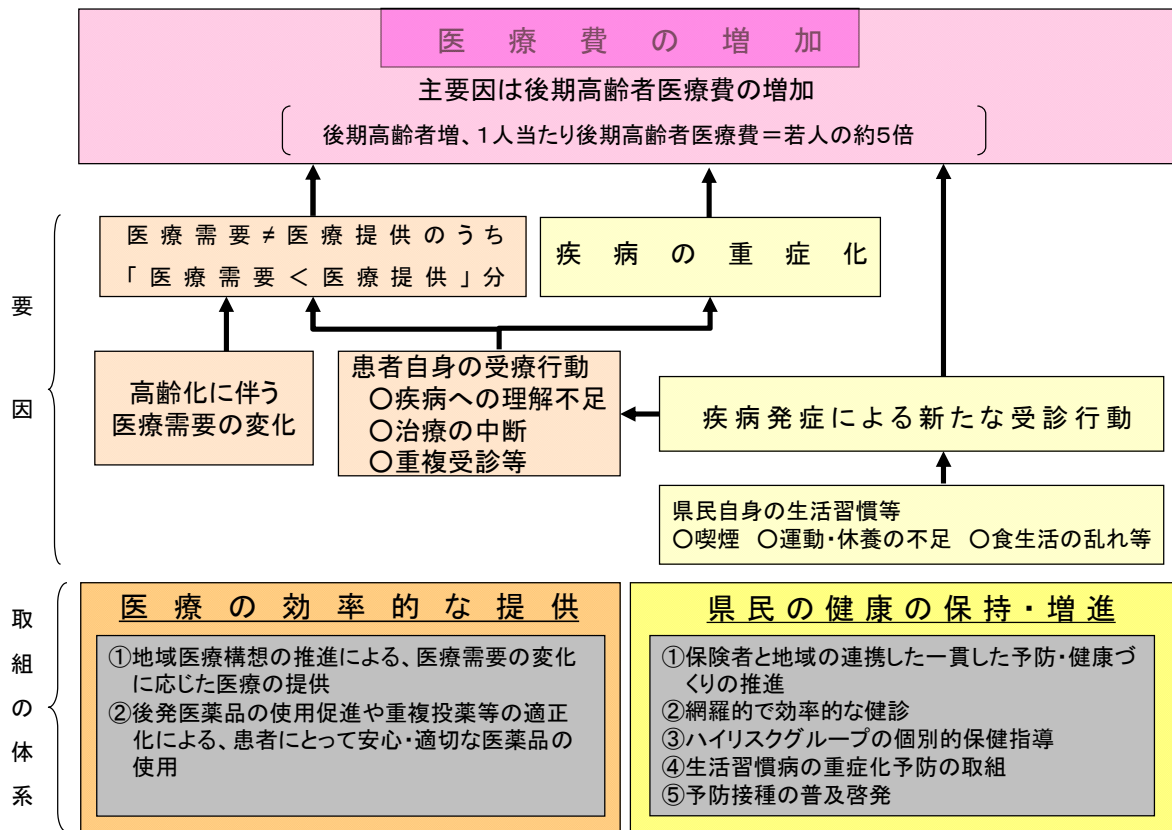 医療費の増加
主要因は後期高齢者医療費の増加
後期高齢者増、１人当たり後期高齢者医療費＝若人の約５倍
要因
医療需要≠医療提供のうち
「医療需要＜医療提供」分
疾病の重症化
高齢化に伴う
医療需要の変化
患者自身の受療行動
○疾病への理解不足
○治療の中断
○重複受診等
疾病発症による新たな受診行動
県民自身の生活習慣等
○喫煙　○運動・休養の不足　○食生活の乱れ等
取組の体系
医療の効率的な提供
①地域医療構想の推進による、医療需要の変化
に応じた医療の提供
②後発医薬品の使用促進や重複投薬等の適正
化による、患者にとって安心・適切な医薬品の
使用
県民の健康の保持・増進
①保険者と地域の連携した一貫した予防・健康づ
くりの推進
②網羅的で効率的な健診
③ハイリスクグループの個別的保健指導
④生活習慣病の重症化予防の取組
⑤予防接種の普及啓発